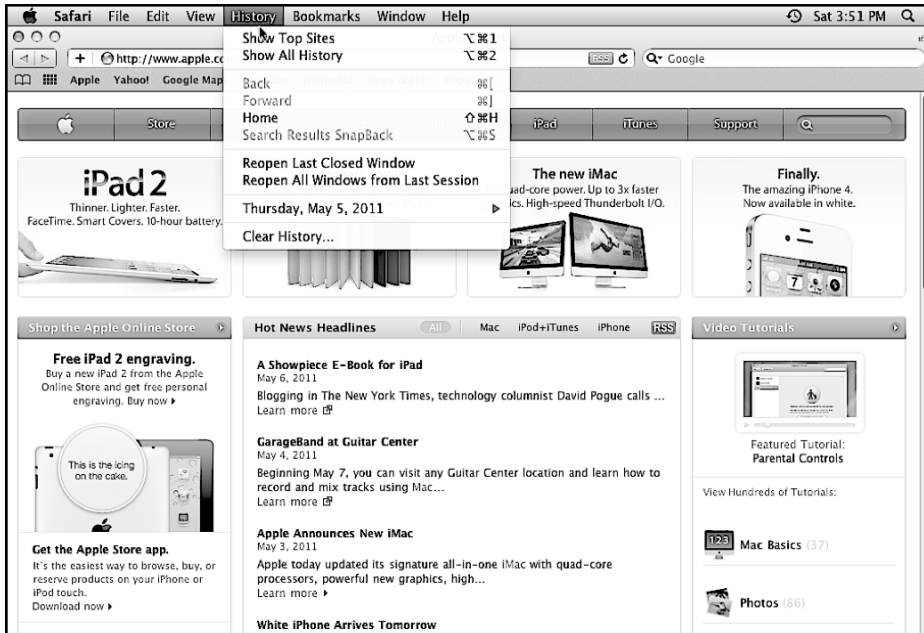 Safari File Edit View History Bookmarks Window Help Sat 3:51 PM
http://www.apple.co
Google
Apple Yahoo! Google Map
Show Top Sites ⌥⌘1
Show All History ⌥⌘2
Back ⌘[
Forward ⌘]
Home ⇧⌘H
Search Results SnapBack ⌥⌘S
Reopen Last Closed Window
Reopen All Windows from Last Session
Thursday, May 5, 2011
Clear History...
Store iPad iTunes Support
iPad 2
Thinner. Lighter. Faster.
FaceTime. Smart Covers. 10-hour battery.
The new iMac
quad-core power. Up to 3x faster
cs. High-speed Thunderbolt I/O.
Finally.
The amazing iPhone 4.
Now available in white.
Shop the Apple Online Store
Free iPad 2 engraving.
Buy a new iPad 2 from the Apple
Online Store and get free personal
engraving. Buy now
This is the icing
on the cake.
Get the Apple Store app.
It's the easiest way to browse, buy, or
reserve products on your iPhone or
iPod touch.
Download now
Hot News Headlines All Mac iPod+iTunes iPhone RSS
A Showpiece E-Book for iPad
May 6, 2011
Blogging in The New York Times, technology columnist David Pogue calls ...
Learn more
GarageBand at Guitar Center
May 4, 2011
Beginning May 7, you can visit any Guitar Center location and learn how to
record and mix tracks using Mac...
Learn more
Apple Announces New iMac
May 3, 2011
Apple today updated its signature all-in-one iMac with quad-core
processors, powerful new graphics, high...
Learn more
White iPhone Arrives Tomorrow
Video Tutorials
Featured Tutorial:
Parental Controls
View Hundreds of Tutorials:
123
Mac Basics (37)
Photos (86)